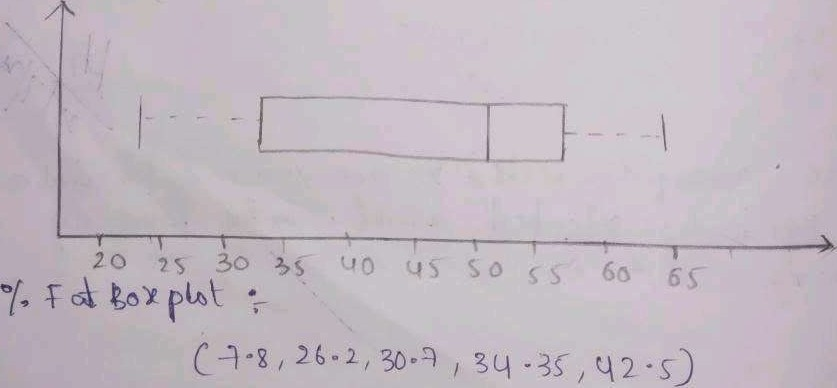 20 25 30 35 40 45 50 55 60 65
% Fat Box plot :-
(7.8, 26.2, 30.7, 34.35, 42.5)